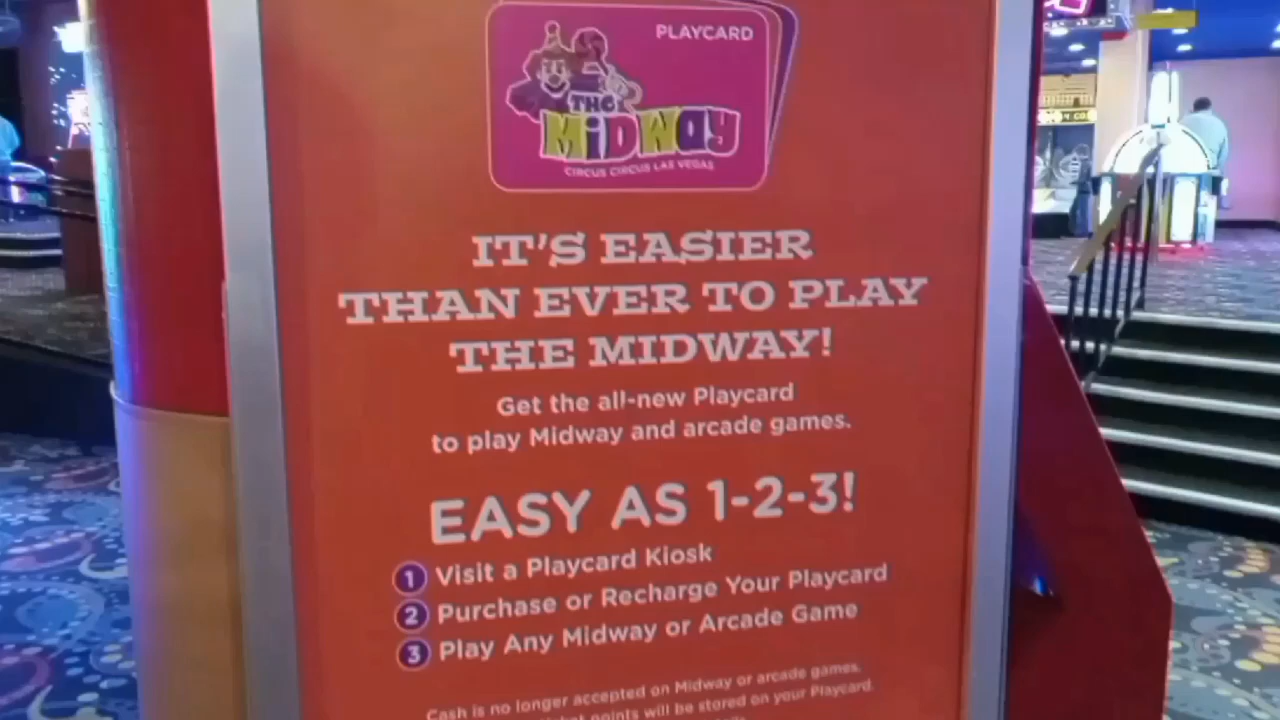 PLAYCARD
THE
MiDWAY
CIRCUS CIRCUS LAS VEGAS
IT'S EASIER
THAN EVER TO PLAY
THE MIDWAY!
Get the all-new Playcard
to play Midway and arcade games.
EASY AS 1-2-3!
1 Visit a Playcard Kiosk
2 Purchase or Recharge Your Playcard
3 Play Any Midway or Arcade Game
Cash is no longer accepted on Midway or arcade games.
points will be stored on your Playcard.